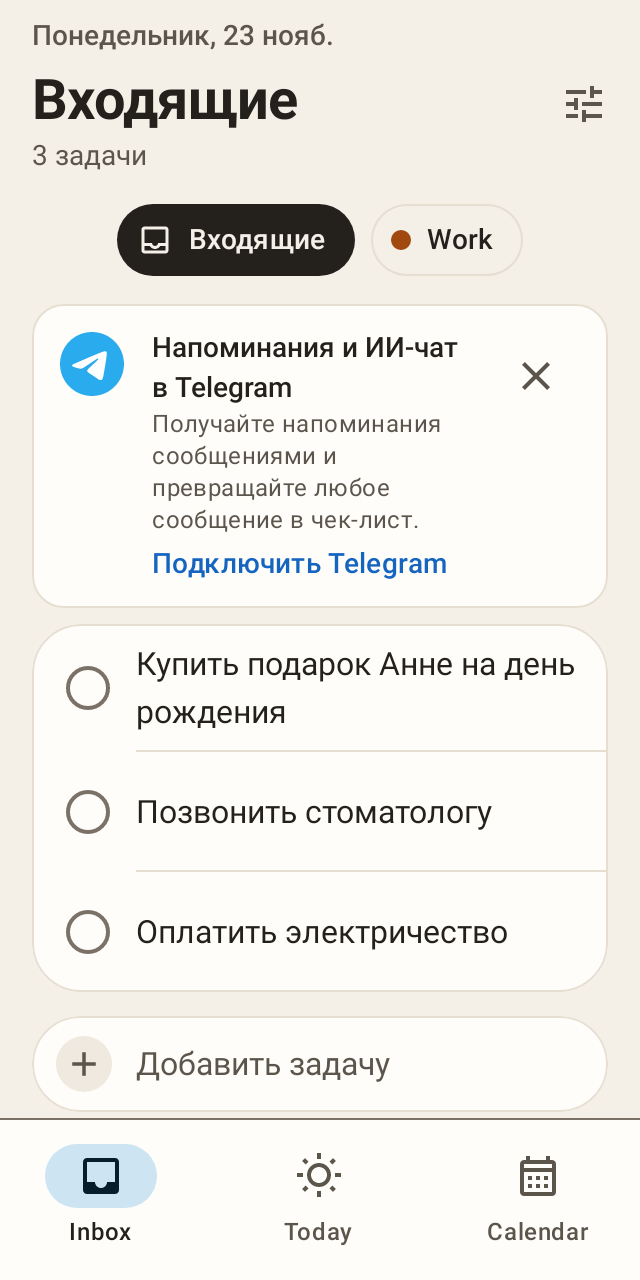 Понедельник, 23 нояб.
Входящие
3 задачи
Входящие
Work
Напоминания и ИИ-чат
в Telegram
Получайте напоминания
сообщениями и
превращайте любое
сообщение в чек-лист.
Подключить Telegram
Купить подарок Анне на день
рождения
Позвонить стоматологу
Оплатить электричество
Добавить задачу
Inbox
Today
Calendar